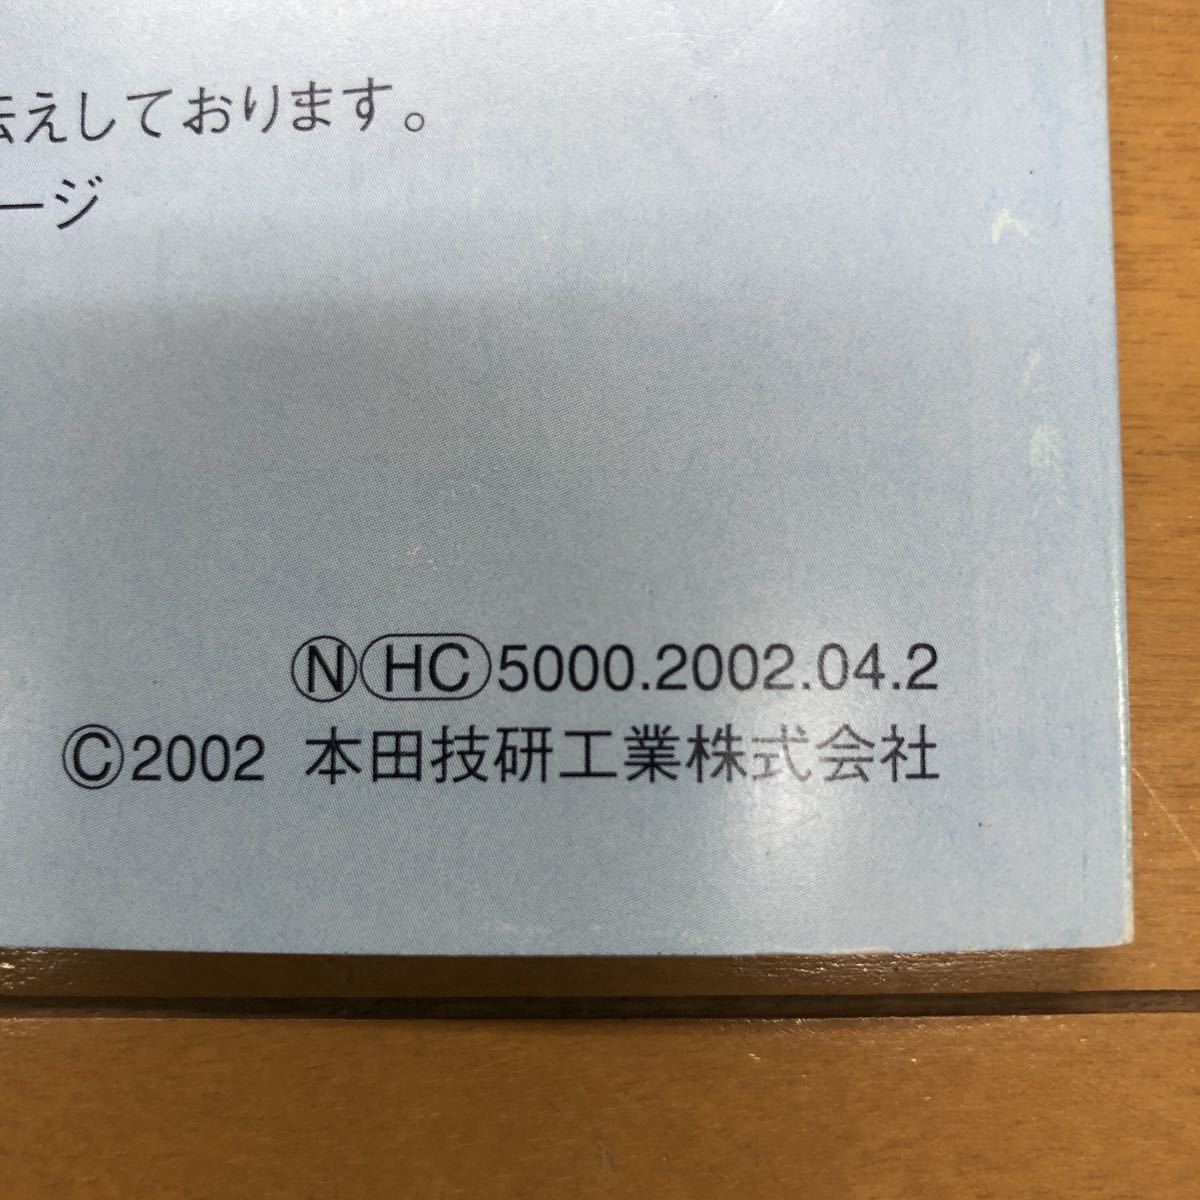 伝えしております。
ージ
ⓃHC5000.2002.04.2
©2002 本田技研工業株式会社